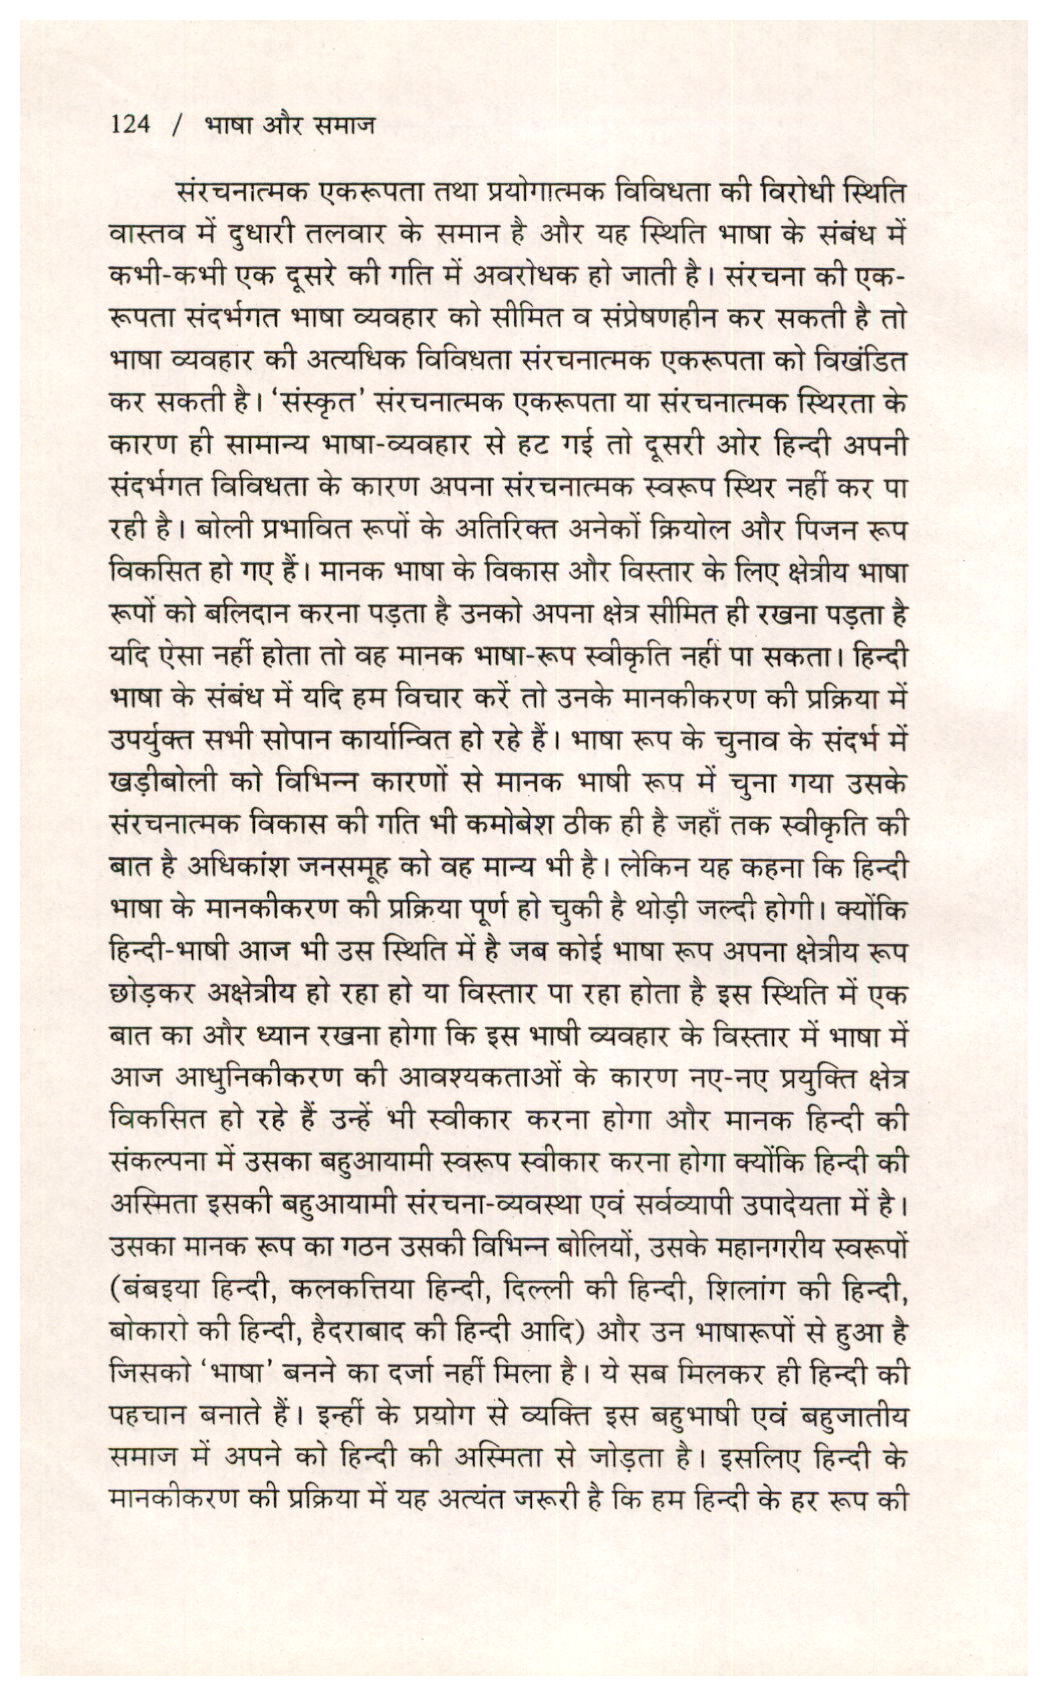 124 / भाषा और समाज
संरचनात्मक एकरूपता तथा प्रयोगात्मक विविधता की विरोधी स्थिति
वास्तव में दुधारी तलवार के समान है और यह स्थिति भाषा के संबंध में
कभी-कभी एक दूसरे की गति में अवरोधक हो जाती है। संरचना की एक-
रूपता संदर्भगत भाषा व्यवहार को सीमित व संप्रेषणहीन कर सकती है तो
भाषा व्यवहार की अत्यधिक विविधता संरचनात्मक एकरूपता को विखंडित
कर सकती है। ‘संस्कृत’ संरचनात्मक एकरूपता या संरचनात्मक स्थिरता के
कारण ही सामान्य भाषा-व्यवहार से हट गई तो दूसरी ओर हिन्दी अपनी
संदर्भगत विविधता के कारण अपना संरचनात्मक स्वरूप स्थिर नहीं कर पा
रही है। बोली प्रभावित रूपों के अतिरिक्त अनेकों क्रियोल और पिजन रूप
विकसित हो गए हैं। मानक भाषा के विकास और विस्तार के लिए क्षेत्रीय भाषा
रूपों को बलिदान करना पड़ता है उनको अपना क्षेत्र सीमित ही रखना पड़ता है
यदि ऐसा नहीं होता तो वह मानक भाषा-रूप स्वीकृति नहीं पा सकता। हिन्दी
भाषा के संबंध में यदि हम विचार करें तो उनके मानकीकरण की प्रक्रिया में
उपर्युक्त सभी सोपान कार्यान्वित हो रहे हैं। भाषा रूप के चुनाव के संदर्भ में
खड़ीबोली को विभिन्न कारणों से मानक भाषी रूप में चुना गया उसके
संरचनात्मक विकास की गति भी कमोबेश ठीक ही है जहाँ तक स्वीकृति की
बात है अधिकांश जनसमूह को वह मान्य भी है। लेकिन यह कहना कि हिन्दी
भाषा के मानकीकरण की प्रक्रिया पूर्ण हो चुकी है थोड़ी जल्दी होगी। क्योंकि
हिन्दी-भाषी आज भी उस स्थिति में है जब कोई भाषा रूप अपना क्षेत्रीय रूप
छोड़कर अक्षेत्रीय हो रहा हो या विस्तार पा रहा होता है इस स्थिति में एक
बात का और ध्यान रखना होगा कि इस भाषी व्यवहार के विस्तार में भाषा में
आज आधुनिकीकरण की आवश्यकताओं के कारण नए-नए प्रयुक्ति क्षेत्र
विकसित हो रहे हैं उन्हें भी स्वीकार करना होगा और मानक हिन्दी की
संकल्पना में उसका बहुआयामी स्वरूप स्वीकार करना होगा क्योंकि हिन्दी की
अस्मिता इसकी बहुआयामी संरचना-व्यवस्था एवं सर्वव्यापी उपादेयता में है।
उसका मानक रूप का गठन उसकी विभिन्न बोलियों, उसके महानगरीय स्वरूपों
(बंबइया हिन्दी, कलकत्तिया हिन्दी, दिल्ली की हिन्दी, शिलांग की हिन्दी,
बोकारो की हिन्दी, हैदराबाद की हिन्दी आदि) और उन भाषारूपों से हुआ है
जिसको ‘भाषा’ बनने का दर्जा नहीं मिला है। ये सब मिलकर ही हिन्दी की
पहचान बनाते हैं। इन्हीं के प्रयोग से व्यक्ति इस बहुभाषी एवं बहुजातीय
समाज में अपने को हिन्दी की अस्मिता से जोड़ता है। इसलिए हिन्दी के
मानकीकरण की प्रक्रिया में यह अत्यंत जरूरी है कि हम हिन्दी के हर रूप की